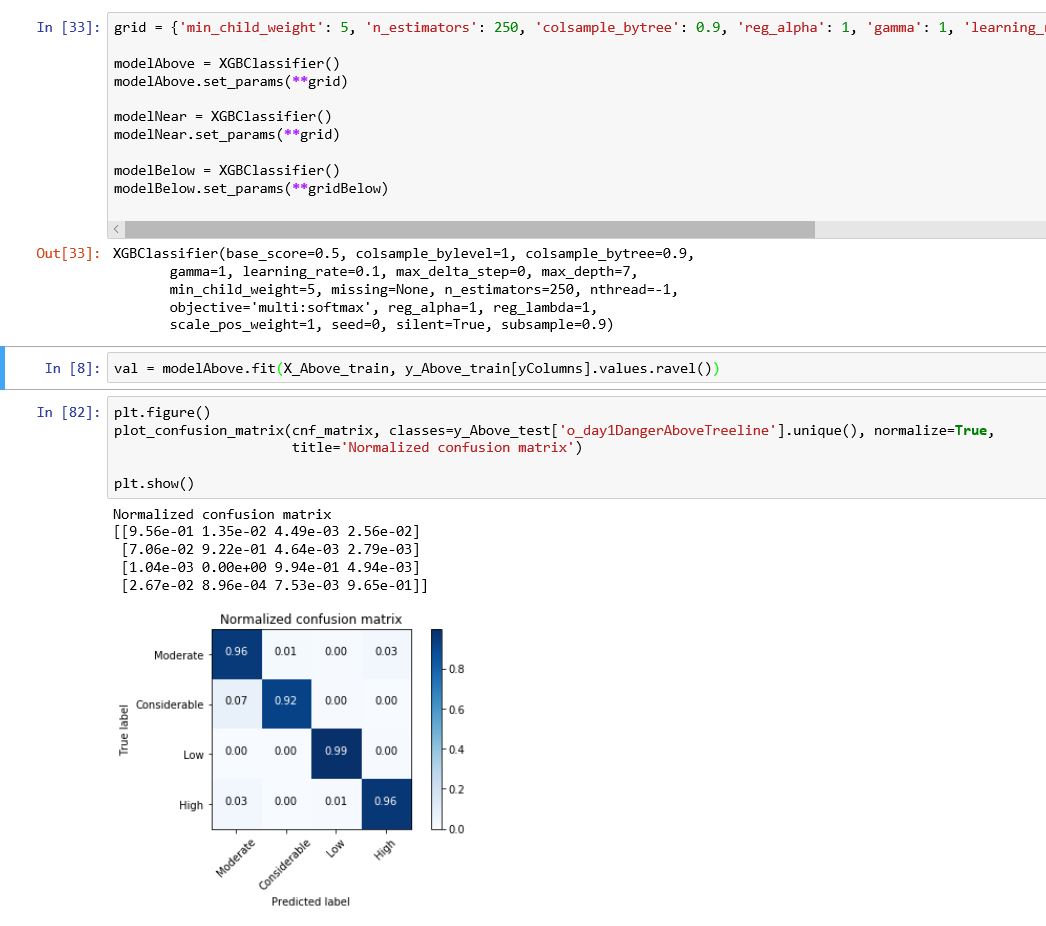 In [33]: grid = {'min_child_weight': 5, 'n_estimators': 250, 'colsample_bytree': 0.9, 'reg_alpha': 1, 'gamma': 1, 'learning_
modelAbove = XGBClassifier()
modelAbove.set_params(**grid)
modelNear = XGBClassifier()
modelNear.set_params(**grid)
modelBelow = XGBClassifier()
modelBelow.set_params(**gridBelow)
Out[33]: XGBClassifier(base_score=0.5, colsample_bylevel=1, colsample_bytree=0.9,
gamma=1, learning_rate=0.1, max_delta_step=0, max_depth=7,
min_child_weight=5, missing=None, n_estimators=250, nthread=-1,
objective='multi:softmax', reg_alpha=1, reg_lambda=1,
scale_pos_weight=1, seed=0, silent=True, subsample=0.9)
In [8]: val = modelAbove.fit(X_Above_train, y_Above_train[yColumns].values.ravel())
In [82]: plt.figure()
plot_confusion_matrix(cnf_matrix, classes=y_Above_test['o_day1DangerAboveTreeline'].unique(), normalize=True,
title='Normalized confusion matrix')
plt.show()
Normalized confusion matrix
[[9.56e-01 1.35e-02 4.49e-03 2.56e-02]
[7.06e-02 9.22e-01 4.64e-03 2.79e-03]
[1.04e-03 0.00e+00 9.94e-01 4.94e-03]
[2.67e-02 8.96e-04 7.53e-03 9.65e-01]]
Normalized confusion matrix
Moderate 0.96 0.01 0.00 0.03
Considerable 0.07 0.92 0.00 0.00
Low 0.00 0.00 0.99 0.00
High 0.03 0.00 0.01 0.96
True label
0.8
0.6
0.4
0.2
0.0
Moderate Considerable Low High
Predicted label